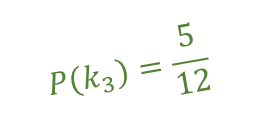 P(k₃) = 5/12